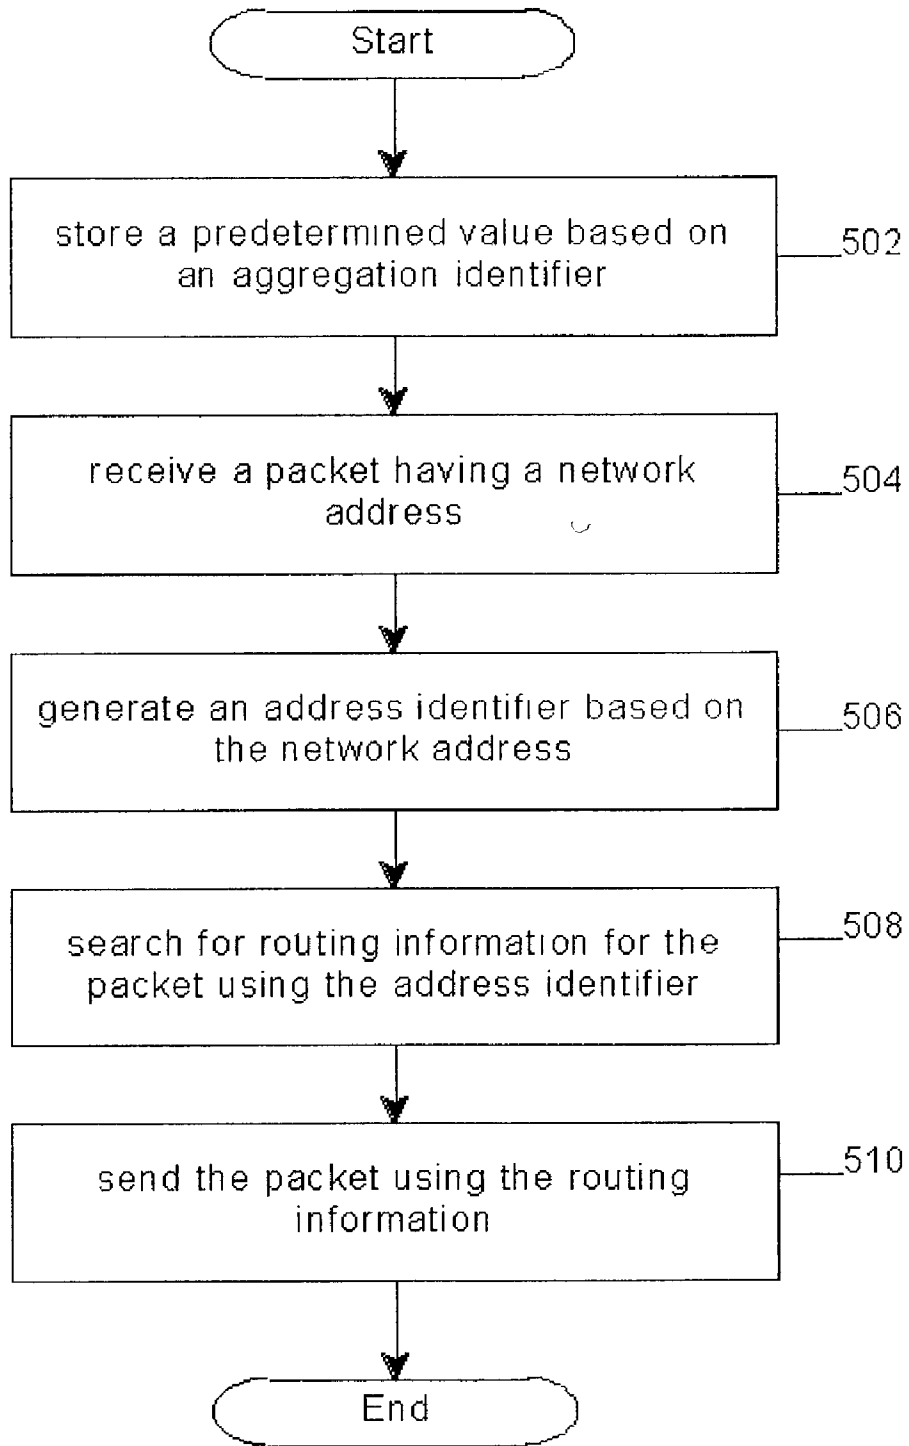 Start
store a predetermined value based on
an aggregation identifier
502
receive a packet having a network
address
504
generate an address identifier based on
the network address
506
search for routing information for the
packet using the address identifier
508
send the packet using the routing
information
510
End